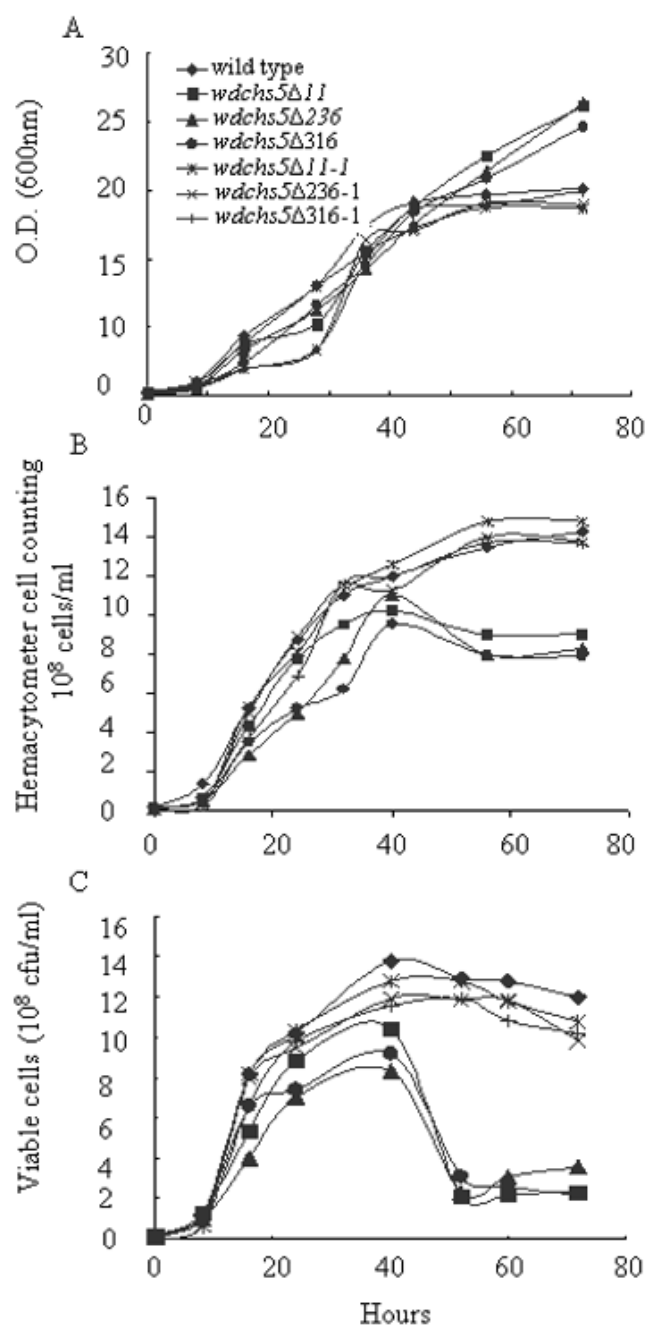 A
O.D. (600nm)
30
25
20
15
10
0
wild type
wdchs5Δ11
wdchs5Δ236
wdchs5Δ316
wdchs5Δ11-1
wdchs5Δ236-1
wdchs5Δ316-1
0 20 40 60 80
B
Hemacytometer cell counting
10⁸ cells/ml
16
14
12
10
8
6
4
2
0
0 20 40 60 80
C
Viable cells (10⁸ cfu/ml)
16
14
12
10
8
6
4
2
0
0 20 40 60 80
Hours